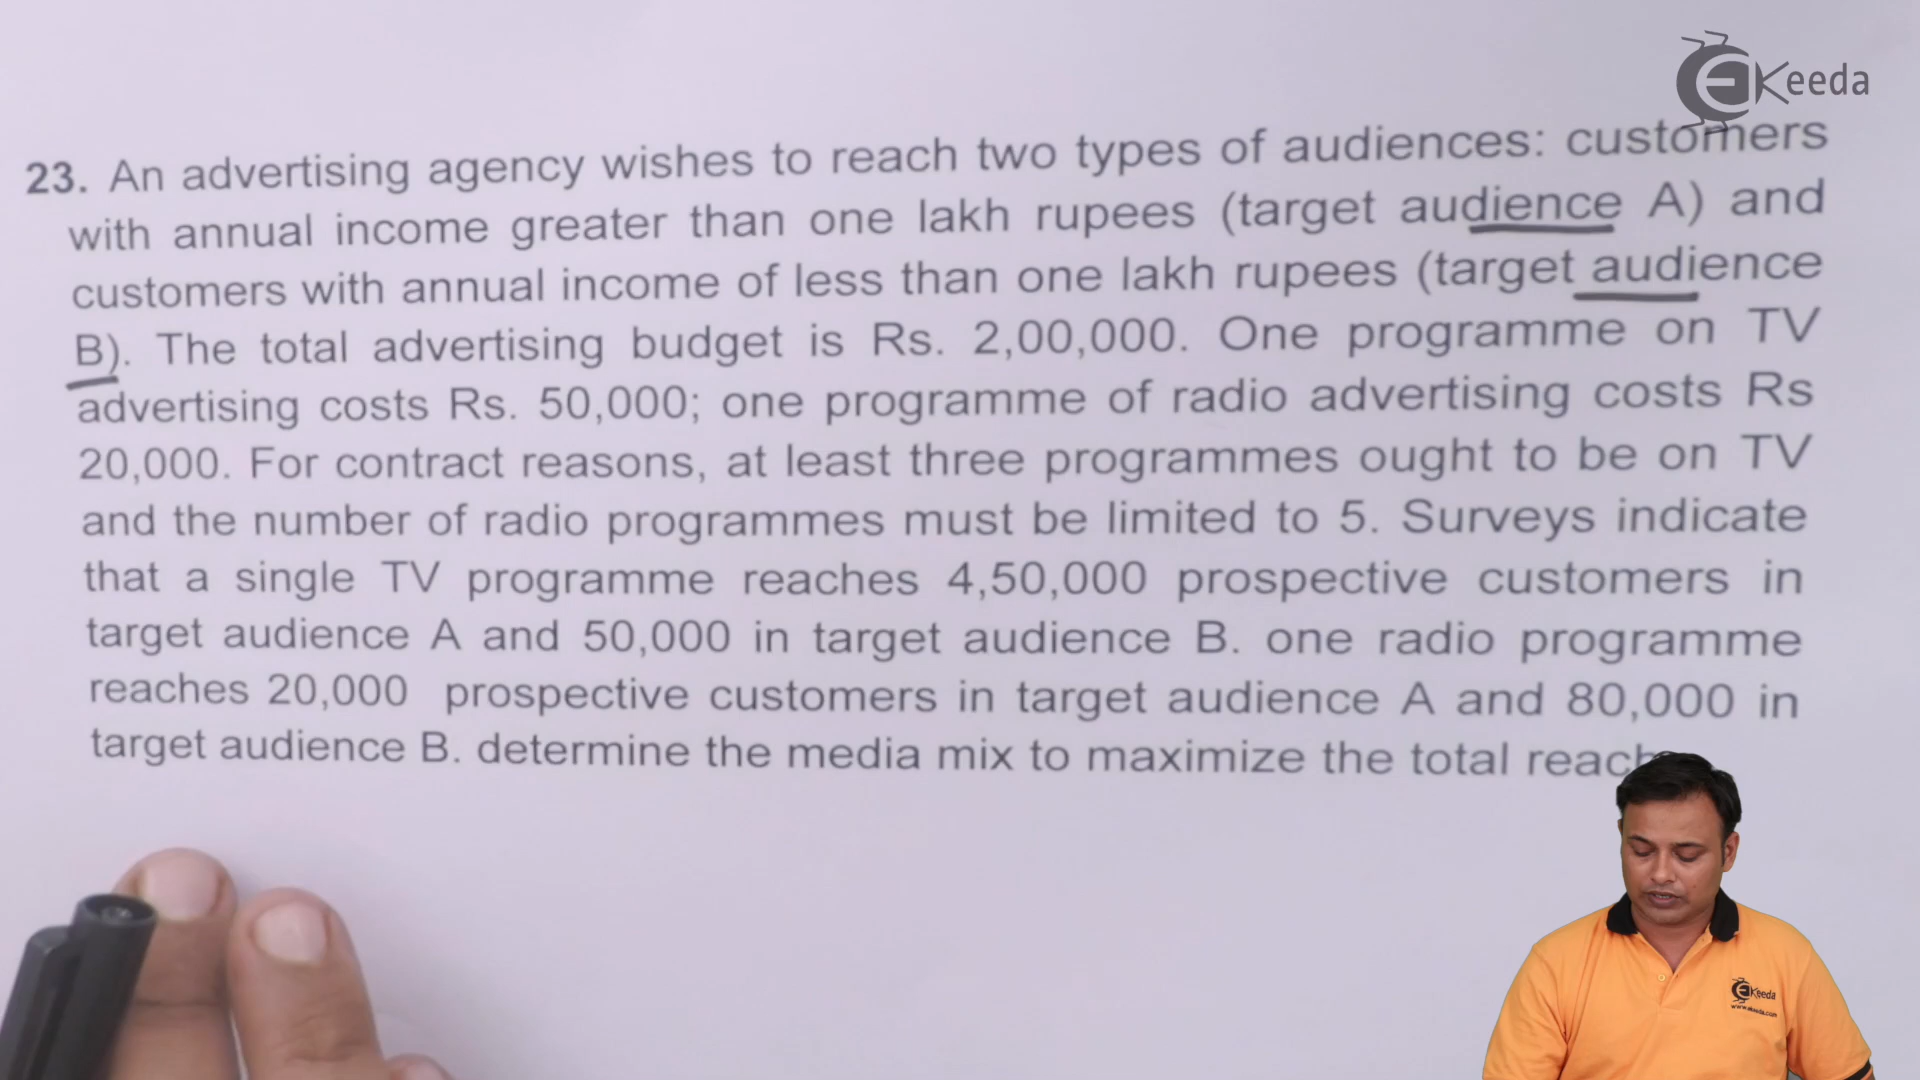 Keeda
23. An advertising agency wishes to reach two types of audiences: customers
with annual income greater than one lakh rupees (target audience A) and
customers with annual income of less than one lakh rupees (target audience
B). The total advertising budget is Rs. 2,00,000. One programme on TV
advertising costs Rs. 50,000; one programme of radio advertising costs Rs
20,000. For contract reasons, at least three programmes ought to be on TV
and the number of radio programmes must be limited to 5. Surveys indicate
that a single TV programme reaches 4,50,000 prospective customers in
target audience A and 50,000 in target audience B. one radio programme
reaches 20,000 prospective customers in target audience A and 80,000 in
target audience B. determine the media mix to maximize the total reach
Keeda
www.ekeeda.com